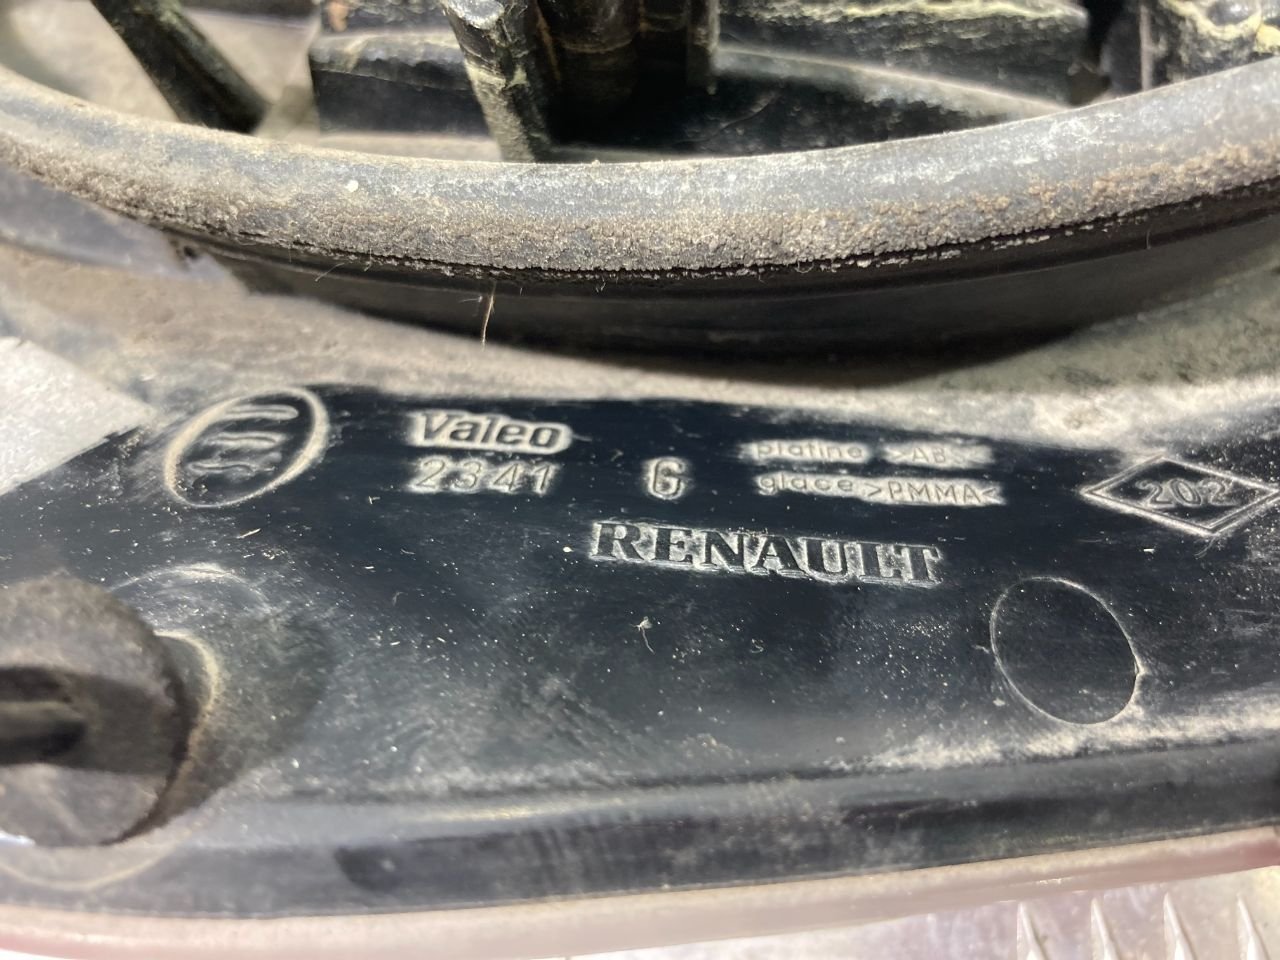 Valeo
2341 G
platine >ABS<
glace >PMMA<
202
RENAULT